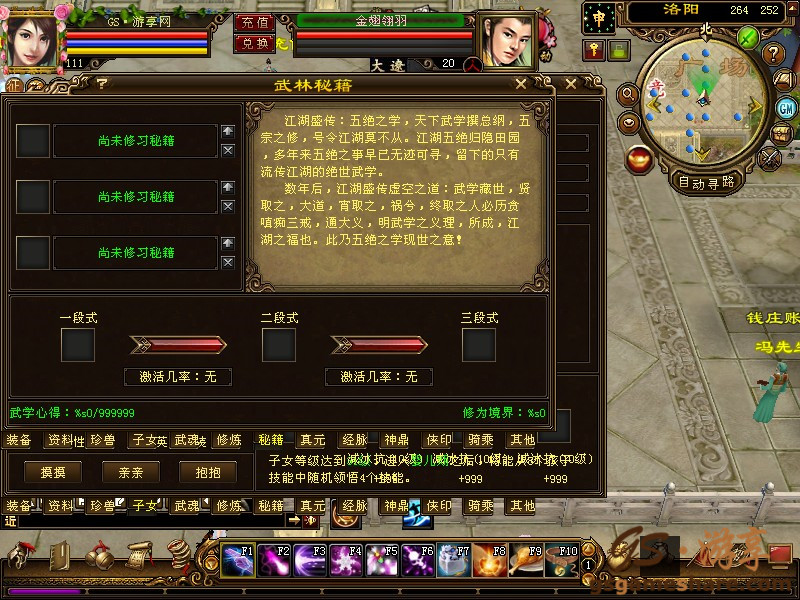 GS·游享网
充值
金翅翎羽
兑换
111
大遼
20
洛阳
264 252
北
申
GM
自动寻路
武林秘籍
尚未修习秘籍
尚未修习秘籍
尚未修习秘籍
江湖盛传：五绝之学，天下武学撰总纲，五
宗之修，号令江湖莫不从。江湖五绝归隐田园
，多年来五绝之事早已无迹可寻，留下的只有
流传江湖的绝世武学。
数年后，江湖盛传虚空之道：武学藏世，贤
取之，大道，宵取之，祸兮，终取之人必历贪
嗔痴三戒，通大义，明武学之义理，所成，江
湖之福也。此乃五绝之学现世之意！
一段式
二段式
三段式
激活几率：无
激活几率：无
武学心得：%s0/999999
修为境界：%s0
钱庄账
冯先生
装备 资料 珍兽 子女 武魂 修炼 秘籍 真元 经脉 神鼎 侠印 骑乘 其他
摸摸
亲亲
抱抱
子女等级达到
技能中随机领悟4个技能。
+999
+999
装备 资料 珍兽 子女 武魂 修炼 秘籍 真元 经脉 神鼎 侠印 骑乘 其他
近
F1 F2 F3 F4 F5 F6 F7 F8 F9 F10
1